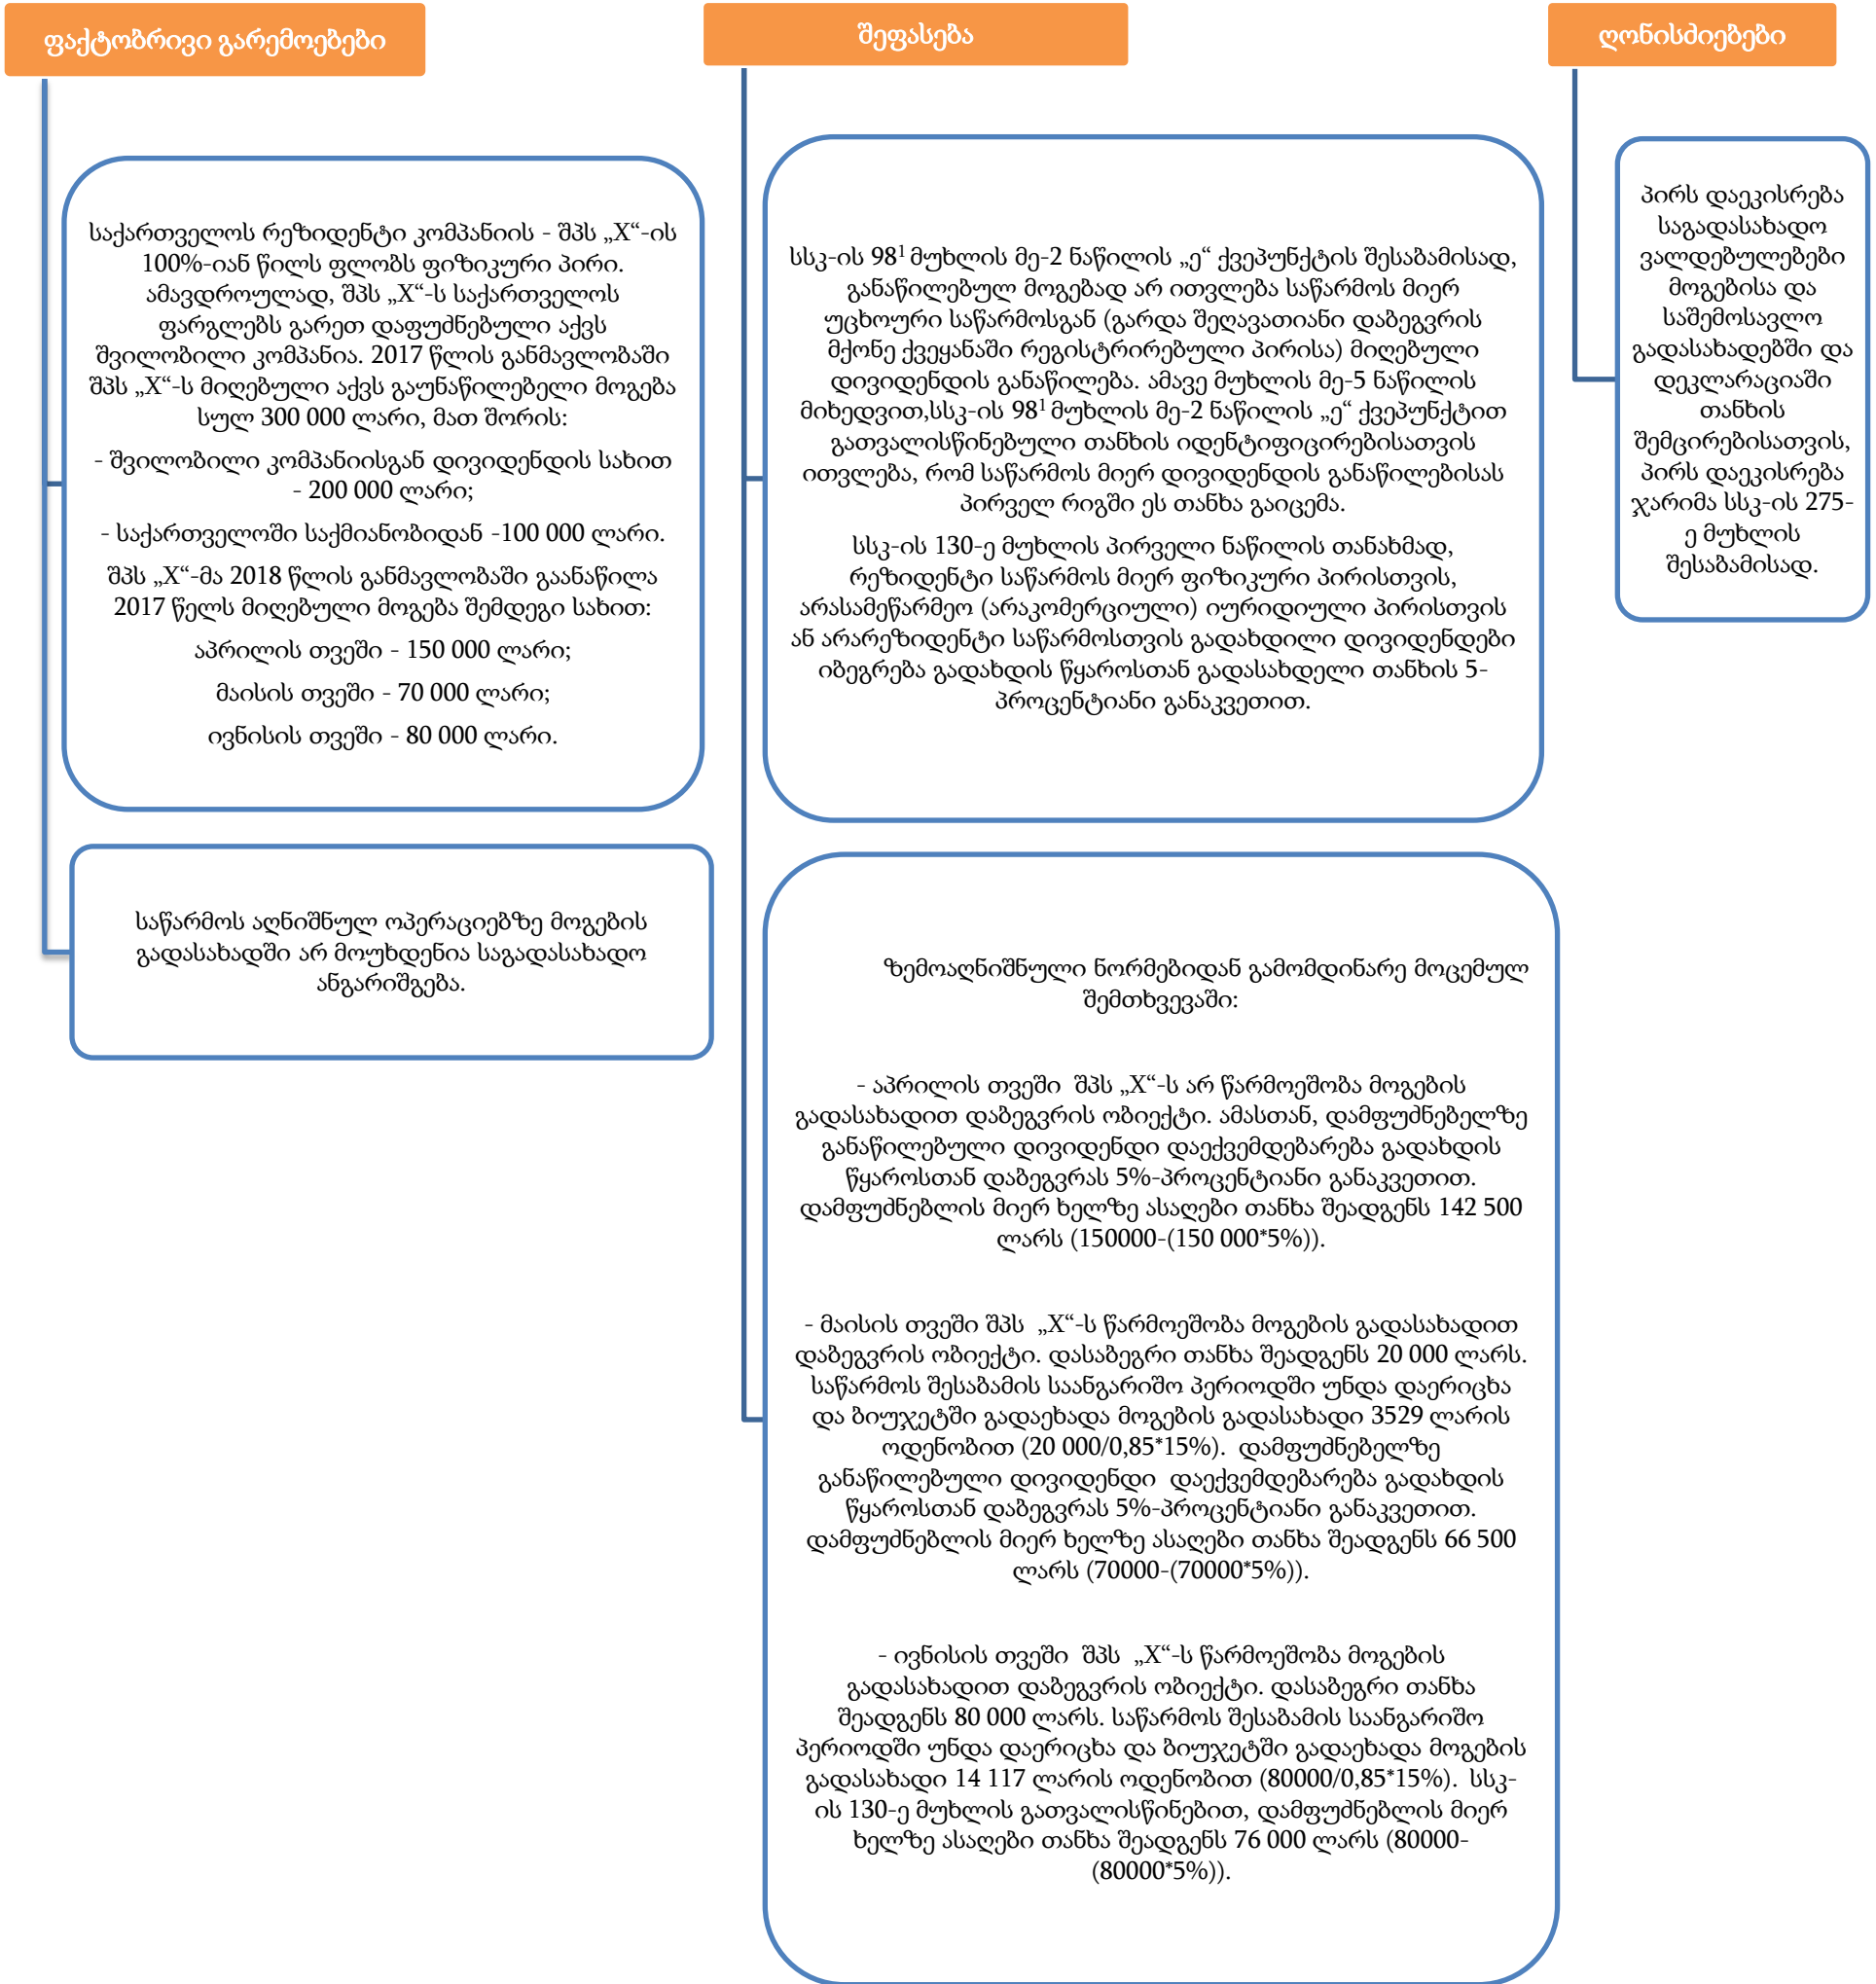 ფაქტობრივი გარემოებები
საქართველოს რეზიდენტი კომპანიის - შპს „X“-ის
100%-იან წილს ფლობს ფიზიკური პირი.
ამავდროულად, შპს „X“-ს საქართველოს
ფარგლებს გარეთ დაფუძნებული აქვს
შვილობილი კომპანია. 2017 წლის განმავლობაში
შპს „X“-ს მიღებული აქვს გაუნაწილებელი მოგება
სულ 300 000 ლარი, მათ შორის:
- შვილობილი კომპანიისგან დივიდენდის სახით
- 200 000 ლარი;
- საქართველოში საქმიანობიდან -100 000 ლარი.
შპს „X“-მა 2018 წლის განმავლობაში გაანაწილა
2017 წელს მიღებული მოგება შემდეგი სახით:
აპრილის თვეში - 150 000 ლარი;
მაისის თვეში - 70 000 ლარი;
ივნისის თვეში - 80 000 ლარი.
საწარმოს აღნიშნულ ოპერაციებზე მოგების
გადასახადში არ მოუხდენია საგადასახადო
ანგარიშგება.
შეფასება
სსკ-ის 98¹ მუხლის მე-2 ნაწილის „ე“ ქვეპუნქტის შესაბამისად,
განაწილებულ მოგებად არ ითვლება საწარმოს მიერ
უცხოური საწარმოსგან (გარდა შეღავათიანი დაბეგვრის
მქონე ქვეყანაში რეგისტრირებული პირისა) მიღებული
დივიდენდის განაწილება. ამავე მუხლის მე-5 ნაწილის
მიხედვით,სსკ-ის 98¹ მუხლის მე-2 ნაწილის „ე“ ქვეპუნქტით
გათვალისწინებული თანხის იდენტიფიცირებისათვის
ითვლება, რომ საწარმოს მიერ დივიდენდის განაწილებისას
პირველ რიგში ეს თანხა გაიცემა.
სსკ-ის 130-ე მუხლის პირველი ნაწილის თანახმად,
რეზიდენტი საწარმოს მიერ ფიზიკური პირისთვის,
არასამეწარმეო (არაკომერციული) იურიდიული პირისთვის
ან არარეზიდენტი საწარმოსთვის გადახდილი დივიდენდები
იბეგრება გადახდის წყაროსთან გადასახდელი თანხის 5-
პროცენტიანი განაკვეთით.
ზემოაღნიშნული ნორმებიდან გამომდინარე მოცემულ
შემთხვევაში:
- აპრილის თვეში შპს „X“-ს არ წარმოეშობა მოგების
გადასახადით დაბეგვრის ობიექტი. ამასთან, დამფუძნებელზე
განაწილებული დივიდენდი დაექვემდებარება გადახდის
წყაროსთან დაბეგვრას 5%-პროცენტიანი განაკვეთით.
დამფუძნებლის მიერ ხელზე ასაღები თანხა შეადგენს 142 500
ლარს (150000-(150 000*5%)).
- მაისის თვეში შპს „X“-ს წარმოეშობა მოგების გადასახადით
დაბეგვრის ობიექტი. დასაბეგრი თანხა შეადგენს 20 000 ლარს.
საწარმოს შესაბამის საანგარიშო პერიოდში უნდა დაერიცხა
და ბიუჯეტში გადაეხადა მოგების გადასახადი 3529 ლარის
ოდენობით (20 000/0,85*15%). დამფუძნებელზე
განაწილებული დივიდენდი დაექვემდებარება გადახდის
წყაროსთან დაბეგვრას 5%-პროცენტიანი განაკვეთით.
დამფუძნებლის მიერ ხელზე ასაღები თანხა შეადგენს 66 500
ლარს (70000-(70000*5%)).
- ივნისის თვეში შპს „X“-ს წარმოეშობა მოგების
გადასახადით დაბეგვრის ობიექტი. დასაბეგრი თანხა
შეადგენს 80 000 ლარს. საწარმოს შესაბამის საანგარიშო
პერიოდში უნდა დაერიცხა და ბიუჯეტში გადაეხადა მოგების
გადასახადი 14 117 ლარის ოდენობით (80000/0,85*15%). სსკ-
ის 130-ე მუხლის გათვალისწინებით, დამფუძნებლის მიერ
ხელზე ასაღები თანხა შეადგენს 76 000 ლარს (80000-
(80000*5%)).
ღონისძიებები
პირს დაეკისრება
საგადასახადო
ვალდებულებები
მოგებისა და
საშემოსავლო
გადასახადებში და
დეკლარაციაში
თანხის
შემცირებისათვის,
პირს დაეკისრება
ჯარიმა სსკ-ის 275-
ე მუხლის
შესაბამისად.